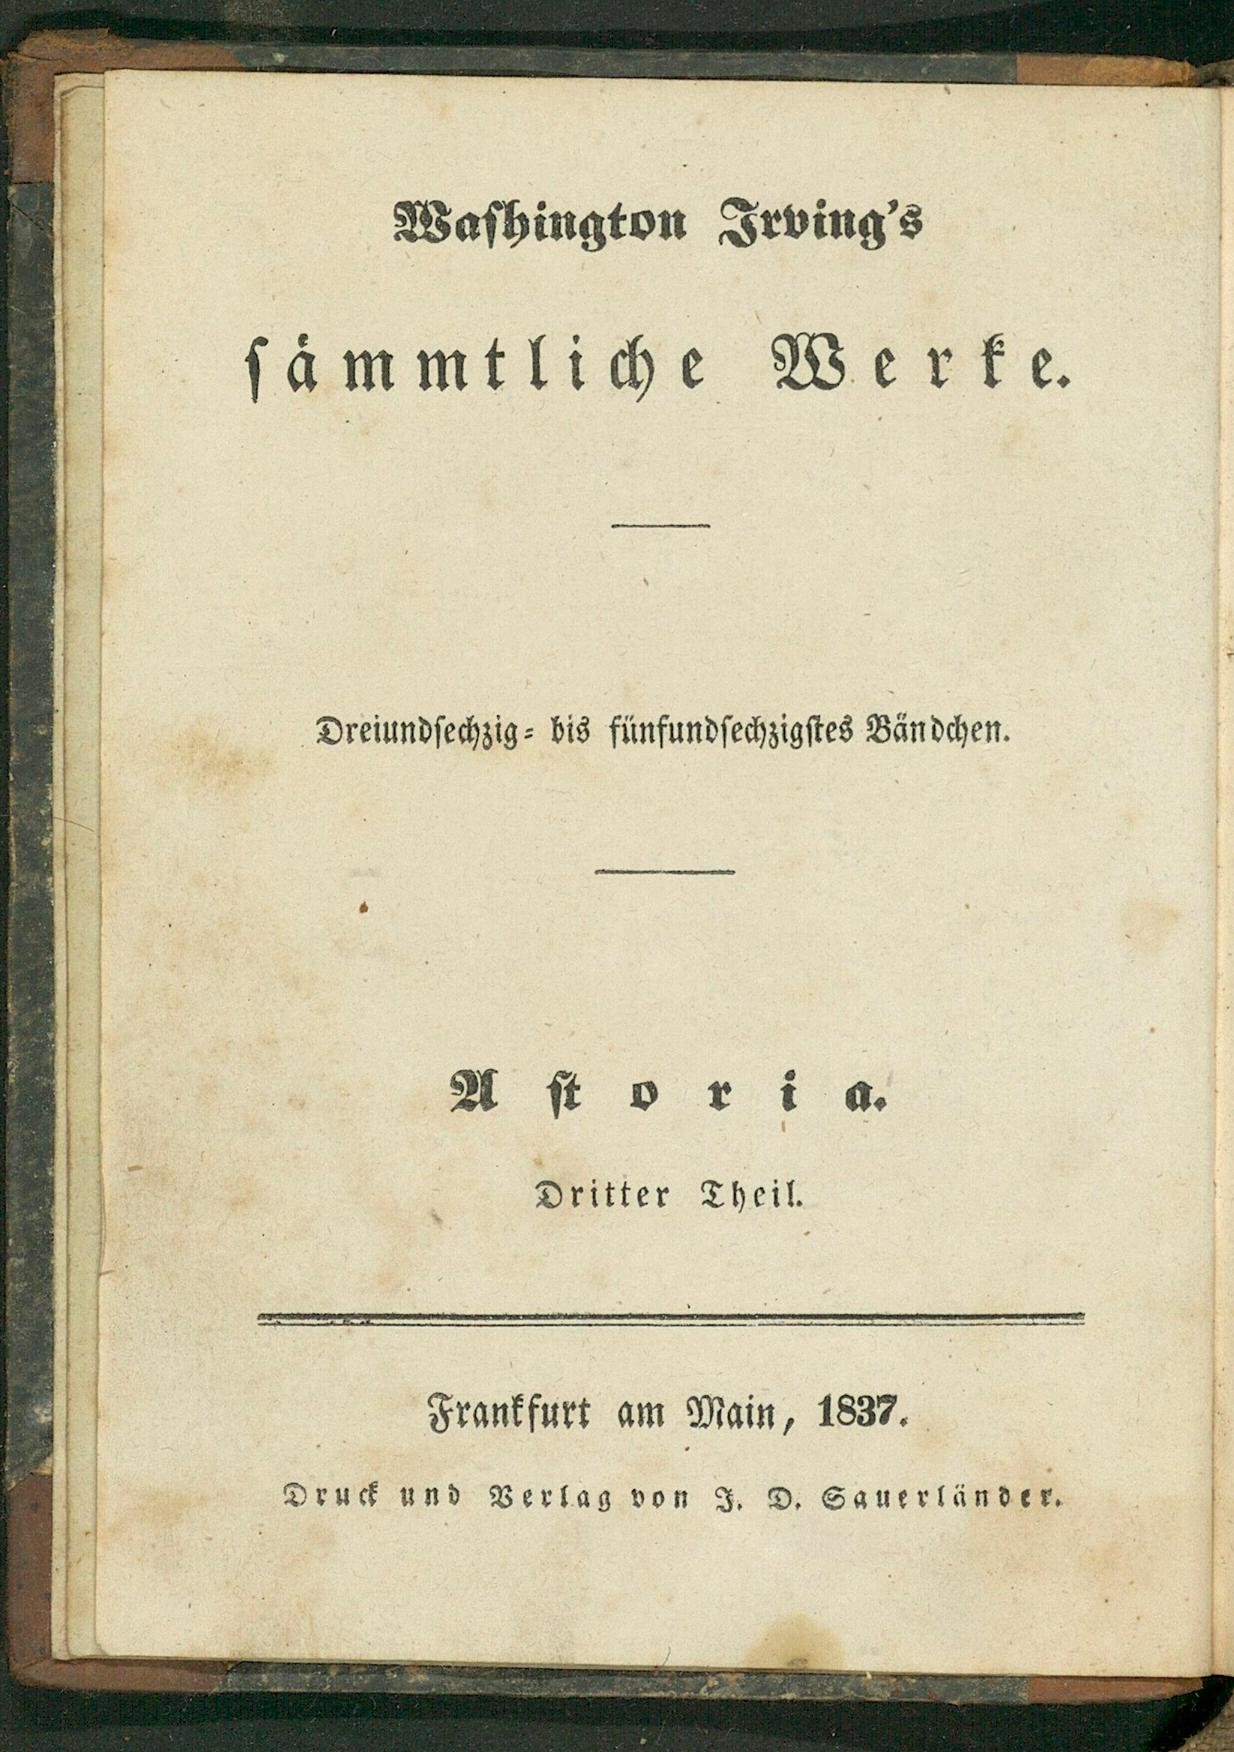 Waſhington Irving's
ſämmtliche Werke.
Dreiundſechzig- bis fünfundſechzigſtes Bändchen.
Aſtoria.
Dritter Theil.
Frankfurt am Main, 1837.
Druck und Verlag von J. D. Sauerländer.